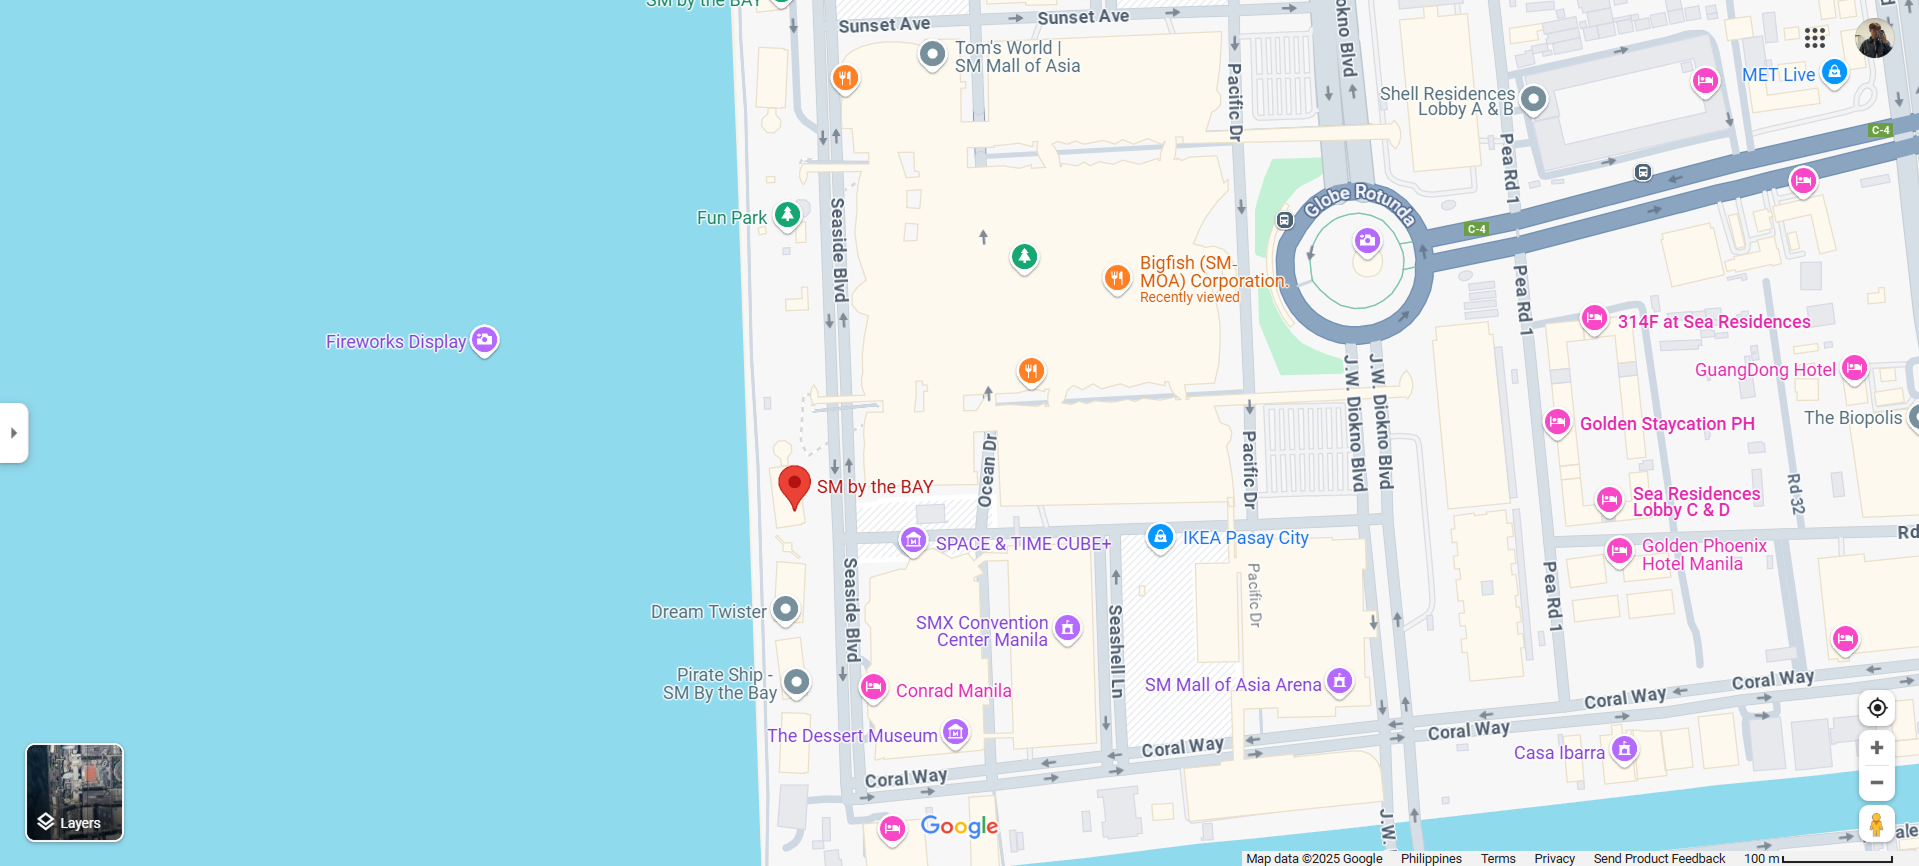 SM by the BAY
Sunset Ave
Sunset Ave
Diokno Blvd
Tom's World |
SM Mall of Asia
Pacific Dr
MET Live
Shell Residences
Lobby A & B
C-4
Pea Rd 1
Globe Rotunda
C-4
Fun Park
Seaside Blvd
Bigfish (SM-
MOA) Corporation.
Recently viewed
Pea Rd 1
314F at Sea Residences
Fireworks Display
GuangDong Hotel
J.W. Diokno Blvd
J.W. Diokno Blvd
The Biopolis
Golden Staycation PH
Ocean Dr
Pacific Dr
SM by the BAY
Sea Residences
Lobby C & D
Rd 32
Rd
SPACE & TIME CUBE+
IKEA Pasay City
Golden Phoenix
Hotel Manila
Seaside Blvd
Pacific Dr
Pea Rd 1
Dream Twister
SMX Convention
Center Manila
Seashell Ln
Pirate Ship -
SM By the Bay
Conrad Manila
SM Mall of Asia Arena
Coral Way
Coral Way
The Dessert Museum
Coral Way
Coral Way
Casa Ibarra
Coral Way
Layers
Google
J.W.
Map data ©2025 Google
Philippines
Terms
Privacy
Send Product Feedback
100 m